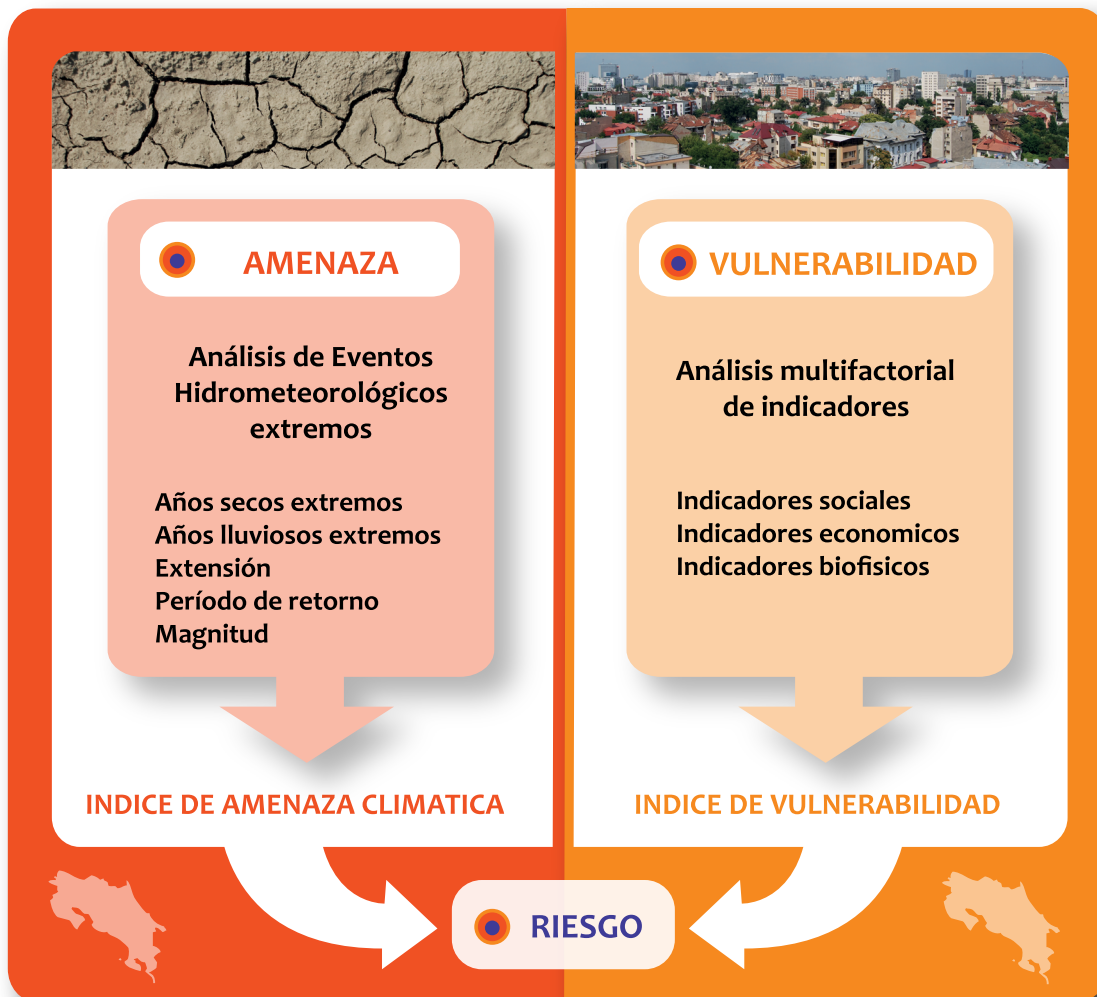 AMENAZA
Análisis de Eventos
Hidrometeorológicos
extremos
Años secos extremos
Años lluviosos extremos
Extensión
Período de retorno
Magnitud
INDICE DE AMENAZA CLIMATICA
VULNERABILIDAD
Análisis multifactorial
de indicadores
Indicadores sociales
Indicadores economicos
Indicadores biofisicos
INDICE DE VULNERABILIDAD
RIESGO